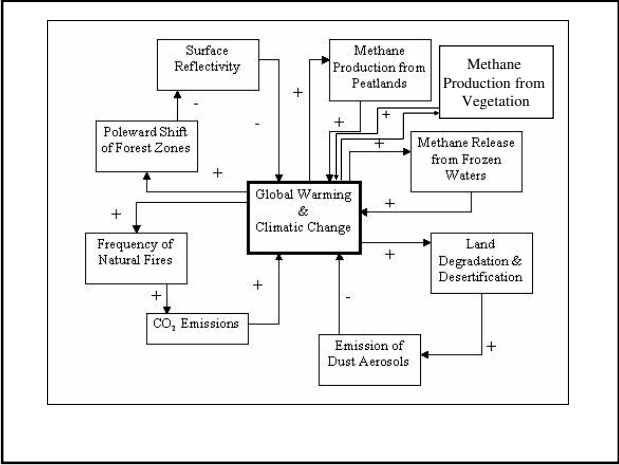 Surface
Reflectivity
Methane
Production from
Peatlands
Methane
Production from
Vegetation
+
-
-
+
+
+
Poleward Shift
of Forest Zones
Methane Release
from Frozen
Waters
+
Global Warming
&
Climatic Change
+
+
Frequency of
Natural Fires
+
Land
Degradation &
Desertification
+
+
-
CO₂ Emissions
Emission of
Dust Aerosols
+